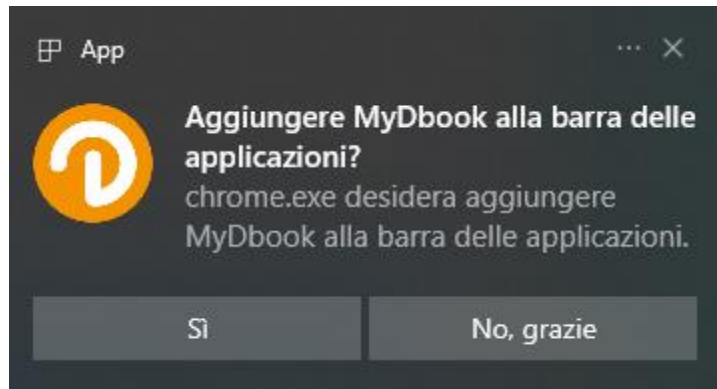 App
Aggiungere MyDbook alla barra delle
applicazioni?
chrome.exe desidera aggiungere
MyDbook alla barra delle applicazioni.
Sì
No, grazie